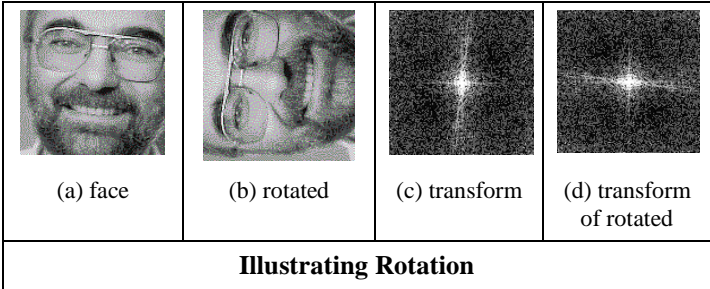 (a) face
(b) rotated
(c) transform
(d) transform
of rotated
Illustrating Rotation